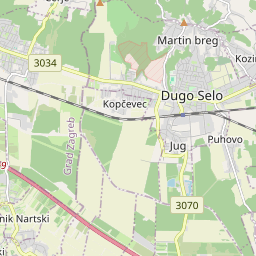 Martin breg
3034
Kopčevec
Dugo Selo
Grad Zagreb
Jug
Puhovo
3070
nik Nartski